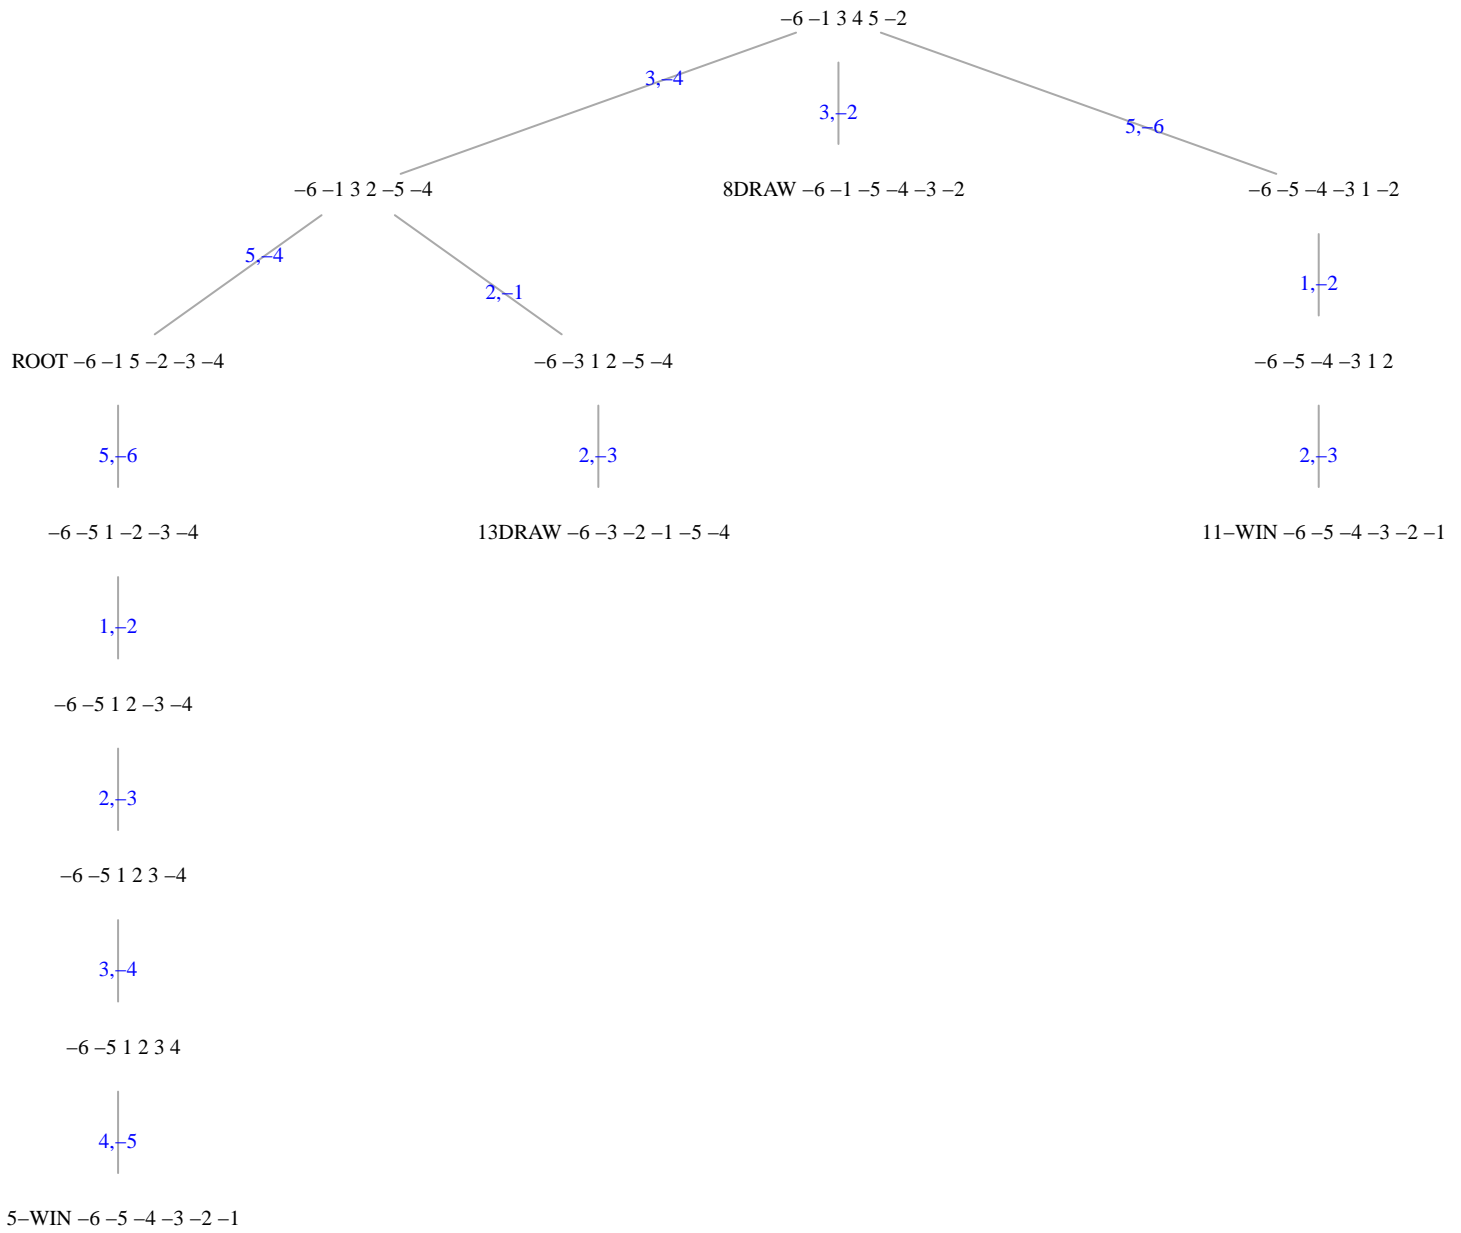 –6 –1 3 4 5 –2
3,–4
3,–2
5,–6
–6 –1 3 2 –5 –4
8DRAW –6 –1 –5 –4 –3 –2
–6 –5 –4 –3 1 –2
5,–4
2,–1
1,–2
ROOT –6 –1 5 –2 –3 –4
–6 –3 1 2 –5 –4
–6 –5 –4 –3 1 2
5,–6
2,–3
2,–3
–6 –5 1 –2 –3 –4
13DRAW –6 –3 –2 –1 –5 –4
11–WIN –6 –5 –4 –3 –2 –1
1,–2
–6 –5 1 2 –3 –4
2,–3
–6 –5 1 2 3 –4
3,–4
–6 –5 1 2 3 4
4,–5
5–WIN –6 –5 –4 –3 –2 –1